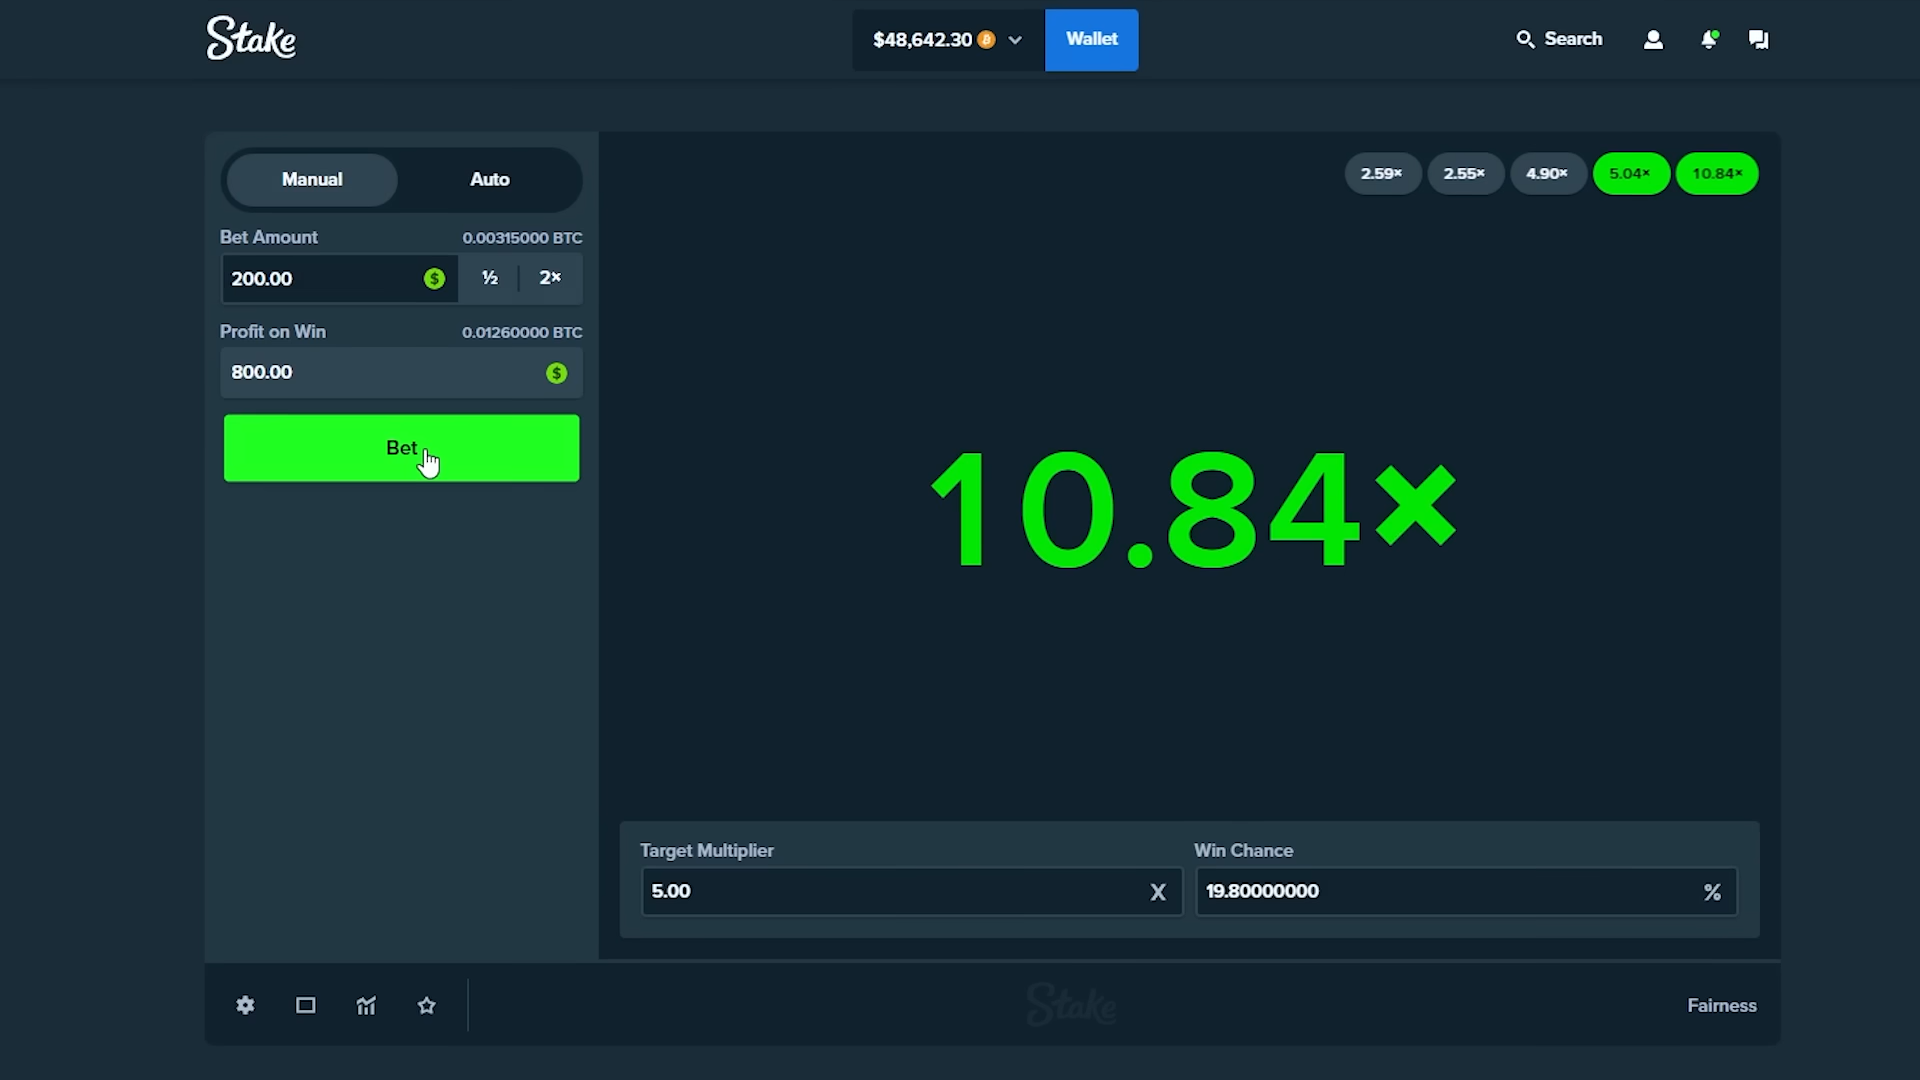 Stake
$48,642.30
Wallet
Search
Manual
Auto
2.59×
2.55×
4.90×
5.04×
10.84×
Bet Amount
0.00315000 BTC
200.00
$
½
2×
Profit on Win
0.01260000 BTC
800.00
$
Bet
10.84×
Target Multiplier
5.00
X
Win Chance
19.80000000
%
Stake
Fairness